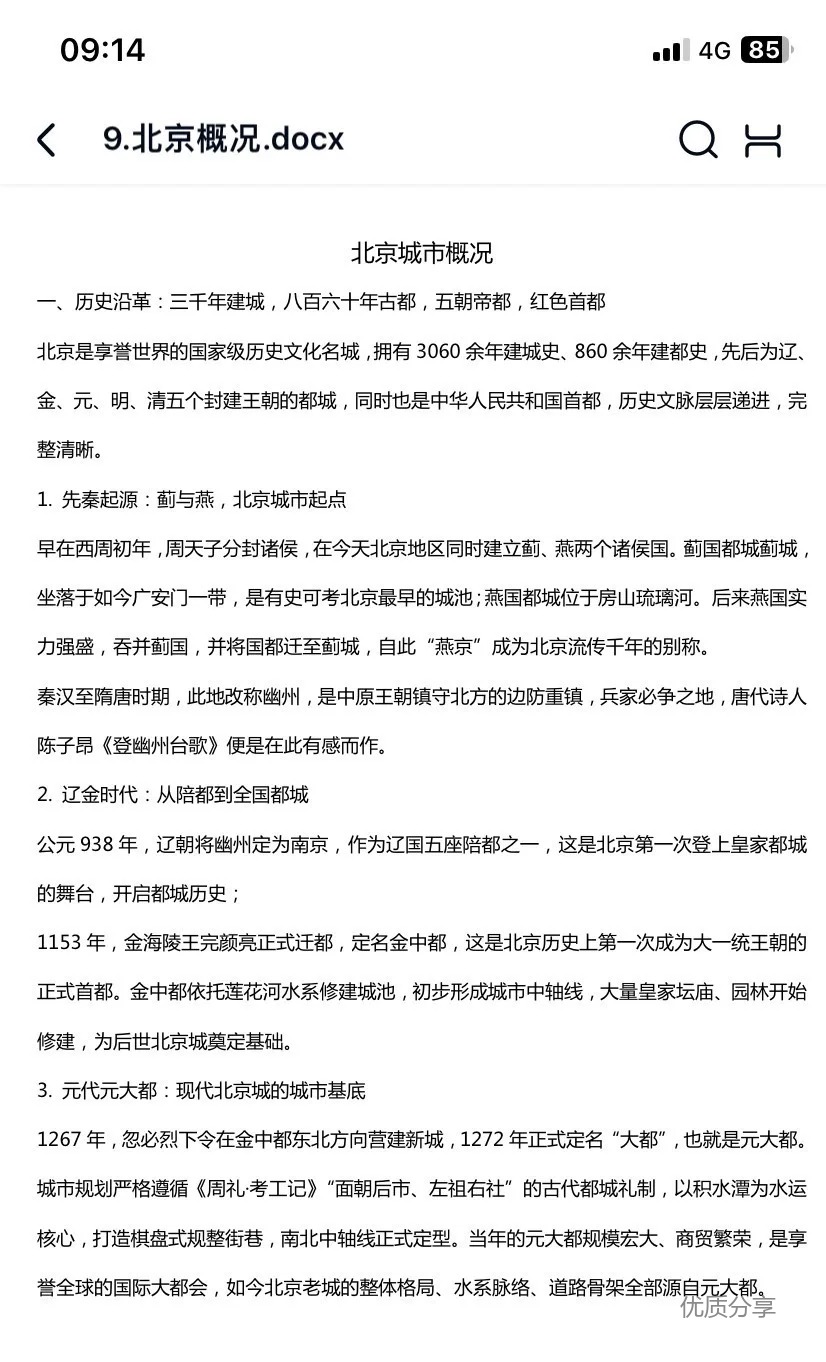 09:14
4G 85
9.北京概况.docx
北京城市概况
一、历史沿革：三千年建城，八百六十年古都，五朝帝都，红色首都
北京是享誉世界的国家级历史文化名城，拥有 3060 余年建城史、860 余年建都史，先后为辽、
金、元、明、清五个封建王朝的都城，同时也是中华人民共和国首都，历史文脉层层递进，完
整清晰。
1. 先秦起源：蓟与燕，北京城市起点
早在西周初年，周天子分封诸侯，在今天北京地区同时建立蓟、燕两个诸侯国。蓟国都城蓟城，
坐落于如今广安门一带，是有史可考北京最早的城池；燕国都城位于房山琉璃河。后来燕国实
力强盛，吞并蓟国，并将国都迁至蓟城，自此“燕京”成为北京流传千年的别称。
秦汉至隋唐时期，此地改称幽州，是中原王朝镇守北方的边防重镇，兵家必争之地，唐代诗人
陈子昂《登幽州台歌》便是在此有感而作。
2. 辽金时代：从陪都到全国都城
公元 938 年，辽朝将幽州定为南京，作为辽国五座陪都之一，这是北京第一次登上皇家都城
的舞台，开启都城历史；
1153 年，金海陵王完颜亮正式迁都，定名金中都，这是北京历史上第一次成为大一统王朝的
正式首都。金中都依托莲花河水系修建城池，初步形成城市中轴线，大量皇家坛庙、园林开始
修建，为后世北京城奠定基础。
3. 元代元大都：现代北京城的城市基底
1267 年，忽必烈下令在金中都东北方向营建新城，1272 年正式定名“大都”，也就是元大都。
城市规划严格遵循《周礼·考工记》“面朝后市、左祖右社”的古代都城礼制，以积水潭为水运
核心，打造棋盘式规整街巷，南北中轴线正式定型。当年的元大都规模宏大、商贸繁荣，是享
誉全球的国际大都会，如今北京老城的整体格局、水系脉络、道路骨架全部源自元大都。
优质分享